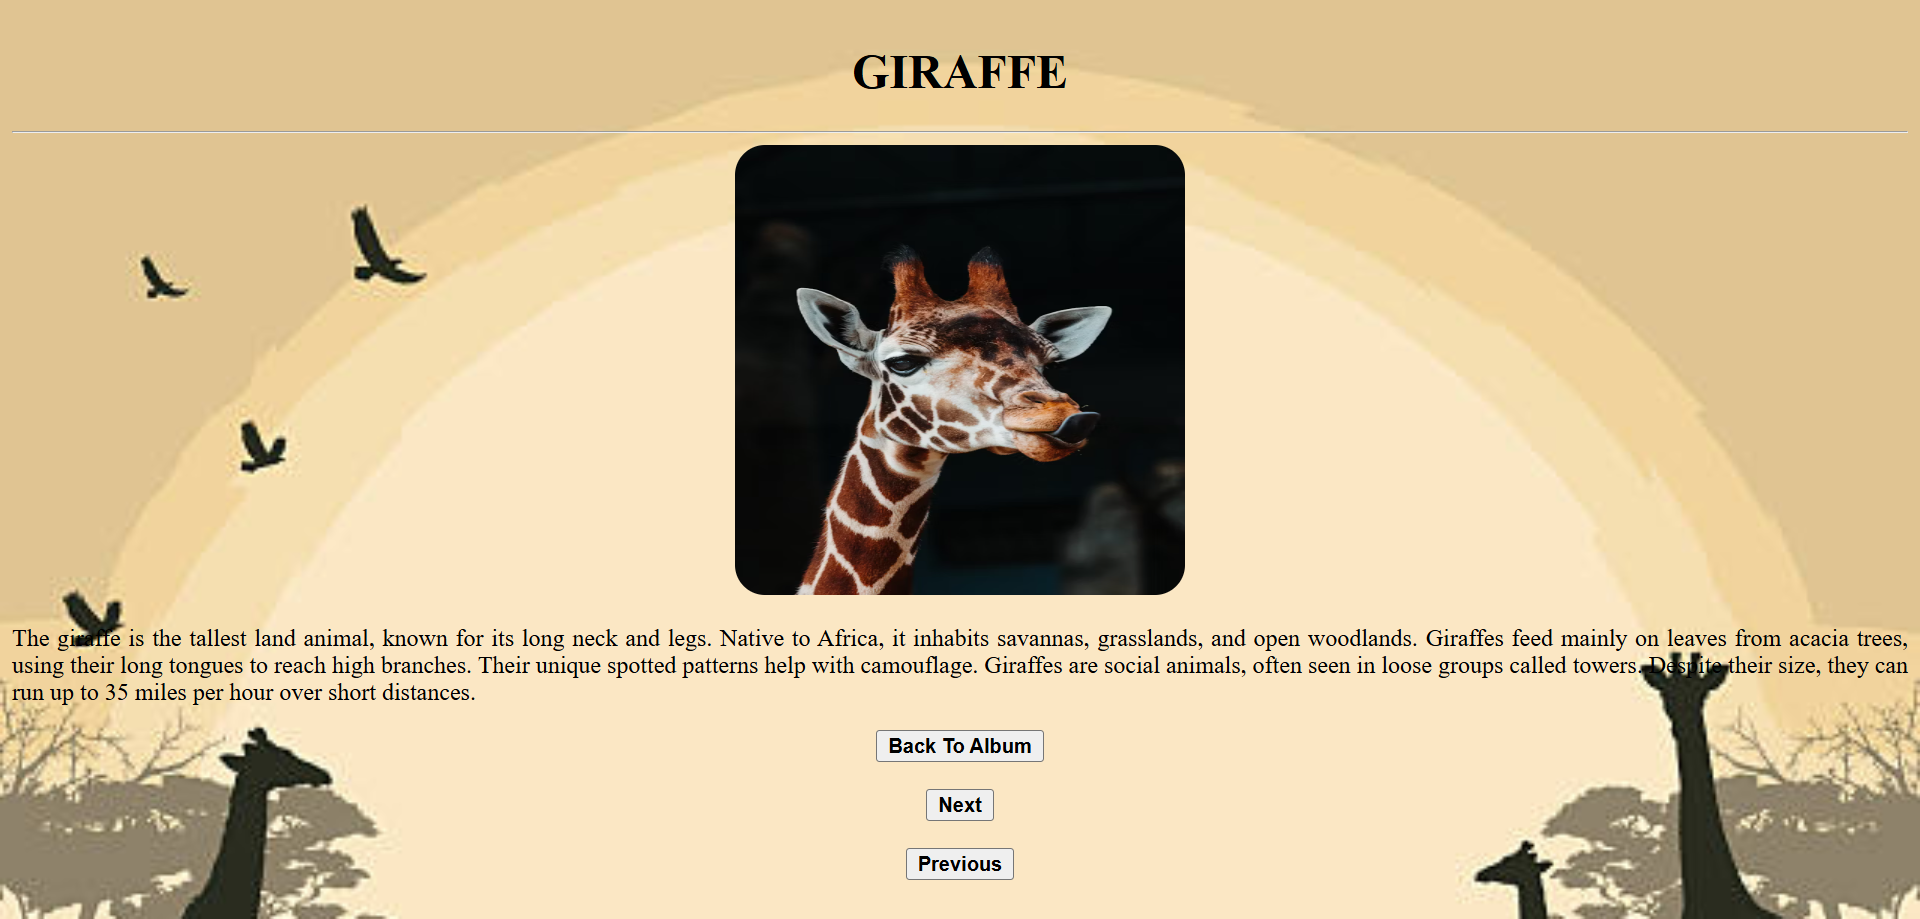 GIRAFFE
The giraffe is the tallest land animal, known for its long neck and legs. Native to Africa, it inhabits savannas, grasslands, and open woodlands. Giraffes feed mainly on leaves from acacia trees,
using their long tongues to reach high branches. Their unique spotted patterns help with camouflage. Giraffes are social animals, often seen in loose groups called towers. Despite their size, they can
run up to 35 miles per hour over short distances.
Back To Album
Next
Previous